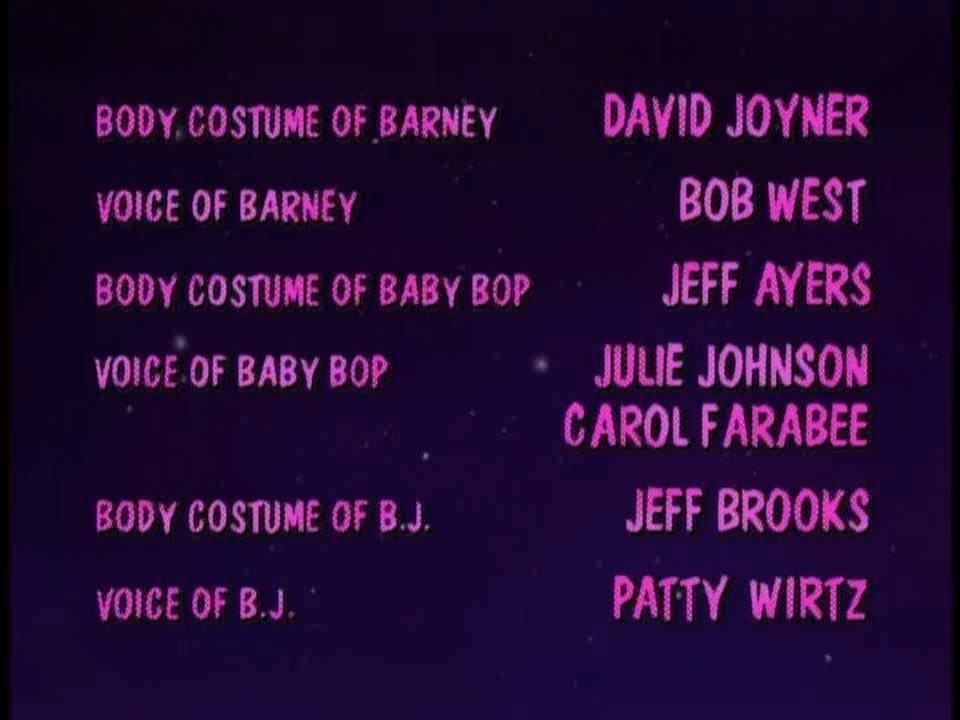 BODY COSTUME OF BARNEY DAVID JOYNER
VOICE OF BARNEY BOB WEST
BODY COSTUME OF BABY BOP JEFF AYERS
VOICE OF BABY BOP JULIE JOHNSON
CAROL FARABEE
BODY COSTUME OF B.J. JEFF BROOKS
VOICE OF B.J. PATTY WIRTZ